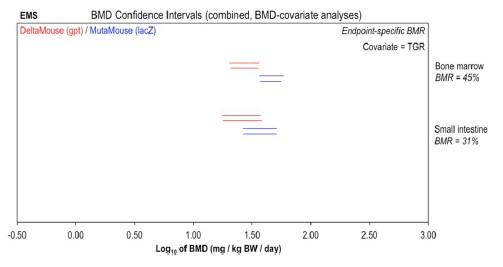 EMS
BMD Confidence Intervals (combined, BMD-covariate analyses)
DeltaMouse (gpt) / MutaMouse (lacZ)
Endpoint-specific BMR
Covariate = TGR
Bone marrow
BMR = 45%
Small intestine
BMR = 31%
-0.50 0.00 0.50 1.00 1.50 2.00 2.50 3.00
Log10 of BMD (mg / kg BW / day)